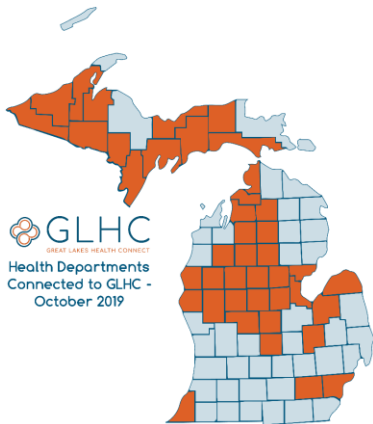 GLHC
GREAT LAKES HEALTH CONNECT
Health Departments
Connected to GLHC -
October 2019